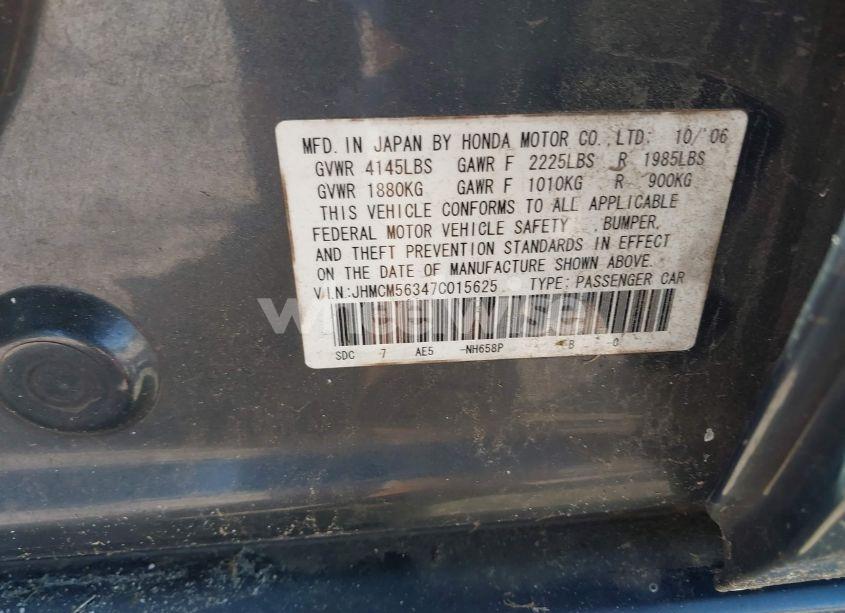 MFD. IN JAPAN BY HONDA MOTOR CO., LTD. 10/'06
GVWR 4145LBS GAWR F 2225LBS R 1985LBS
GVWR 1880KG GAWR F 1010KG R 900KG
THIS VEHICLE CONFORMS TO ALL APPLICABLE
FEDERAL MOTOR VEHICLE SAFETY , BUMPER,
AND THEFT PREVENTION STANDARDS IN EFFECT
ON THE DATE OF MANUFACTURE SHOWN ABOVE.
V.I.N:JHMCM56347C015625 TYPE: PASSENGER CAR
wheelwise
SDC 7 AE5 -NH658P B 0